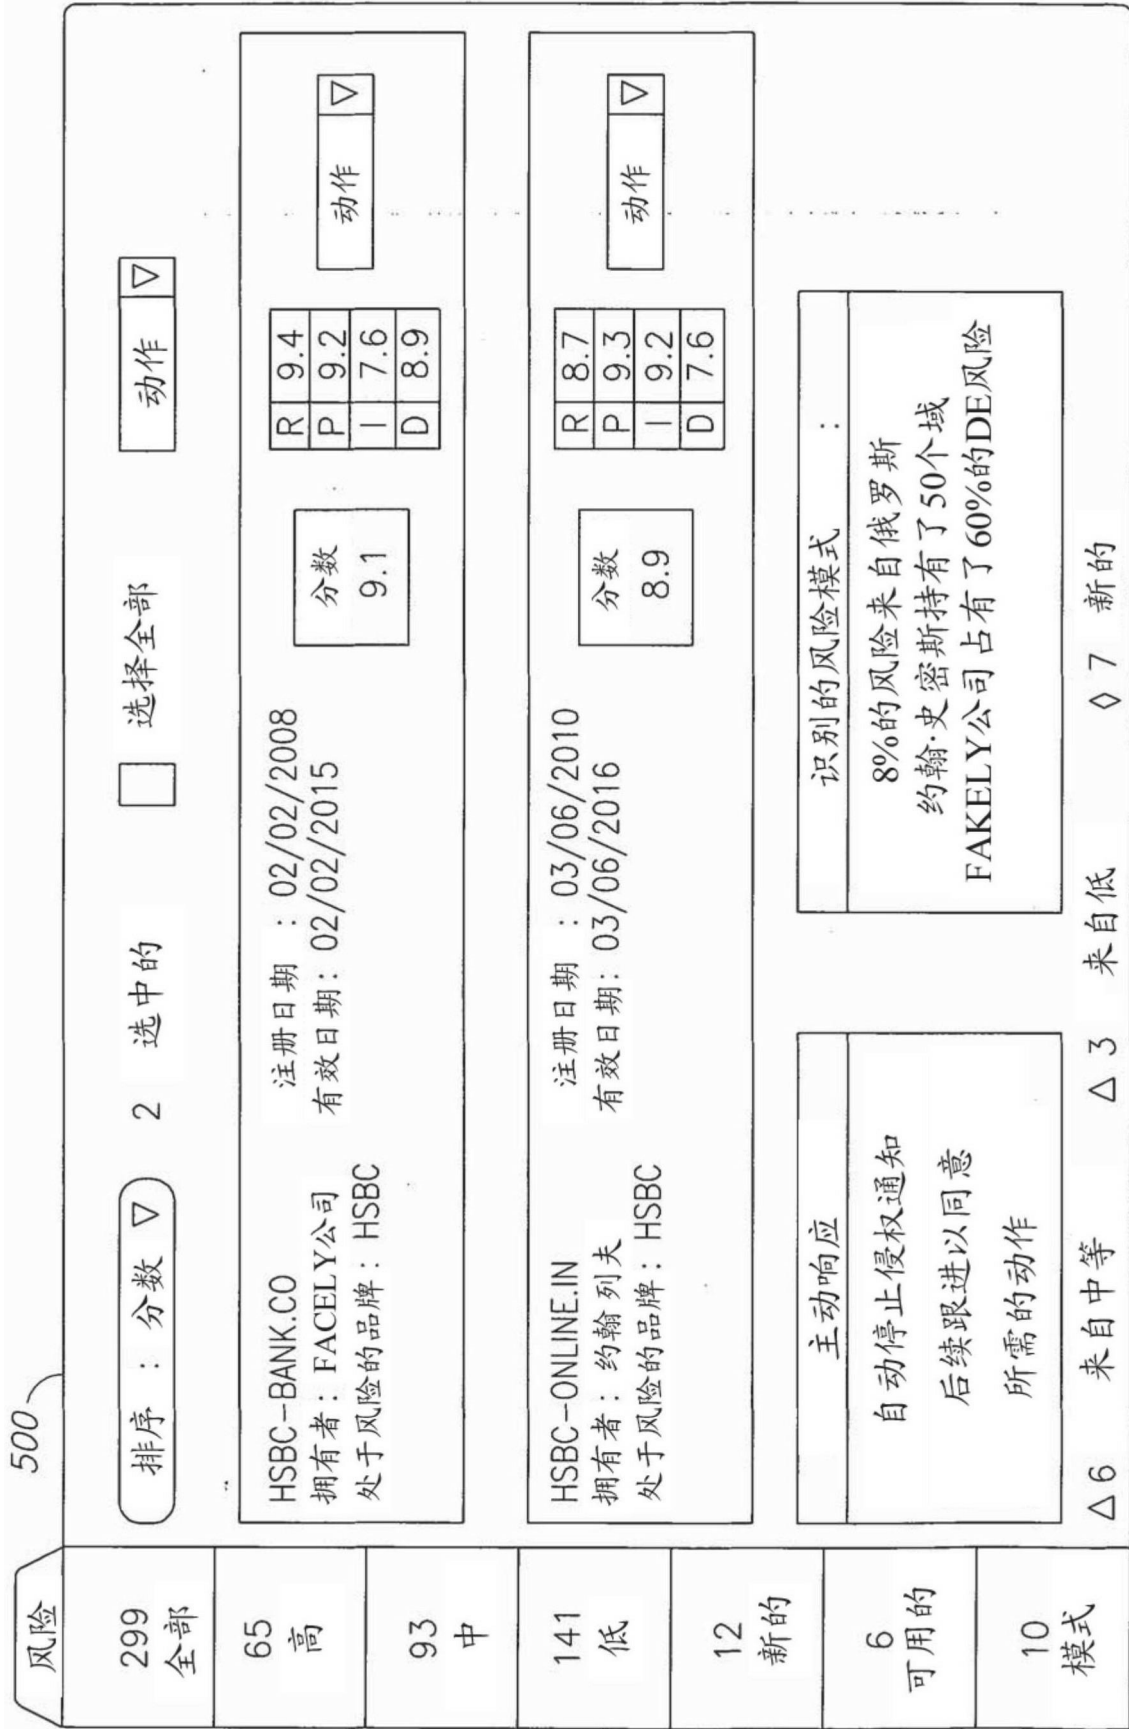 500
风险
299
全部
65
高
93
中
141
低
12
新的
6
可用的
10
模式
排序 : 分数 ▽
2 选中的
选择全部
动作 ▽
HSBC-BANK.CO
拥有者: FACELY公司
处于风险的品牌: HSBC
注册日期 : 02/02/2008
有效日期: 02/02/2015
分数
9.1
R 9.4
P 9.2
I 7.6
D 8.9
动作 ▽
HSBC-ONLINE.IN
拥有者: 约翰列夫
处于风险的品牌: HSBC
注册日期 : 03/06/2010
有效日期: 03/06/2016
分数
8.9
R 8.7
P 9.3
I 9.2
D 7.6
动作 ▽
主动响应
自动停止侵权通知
后续跟进以同意
所需的动作
识别的风险模式 :
8%的风险来自俄罗斯
约翰·史密斯持有了50个域
FAKELY公司占有了60%的DE风险
△6 来自中等 △3 来自低 ◊7 新的